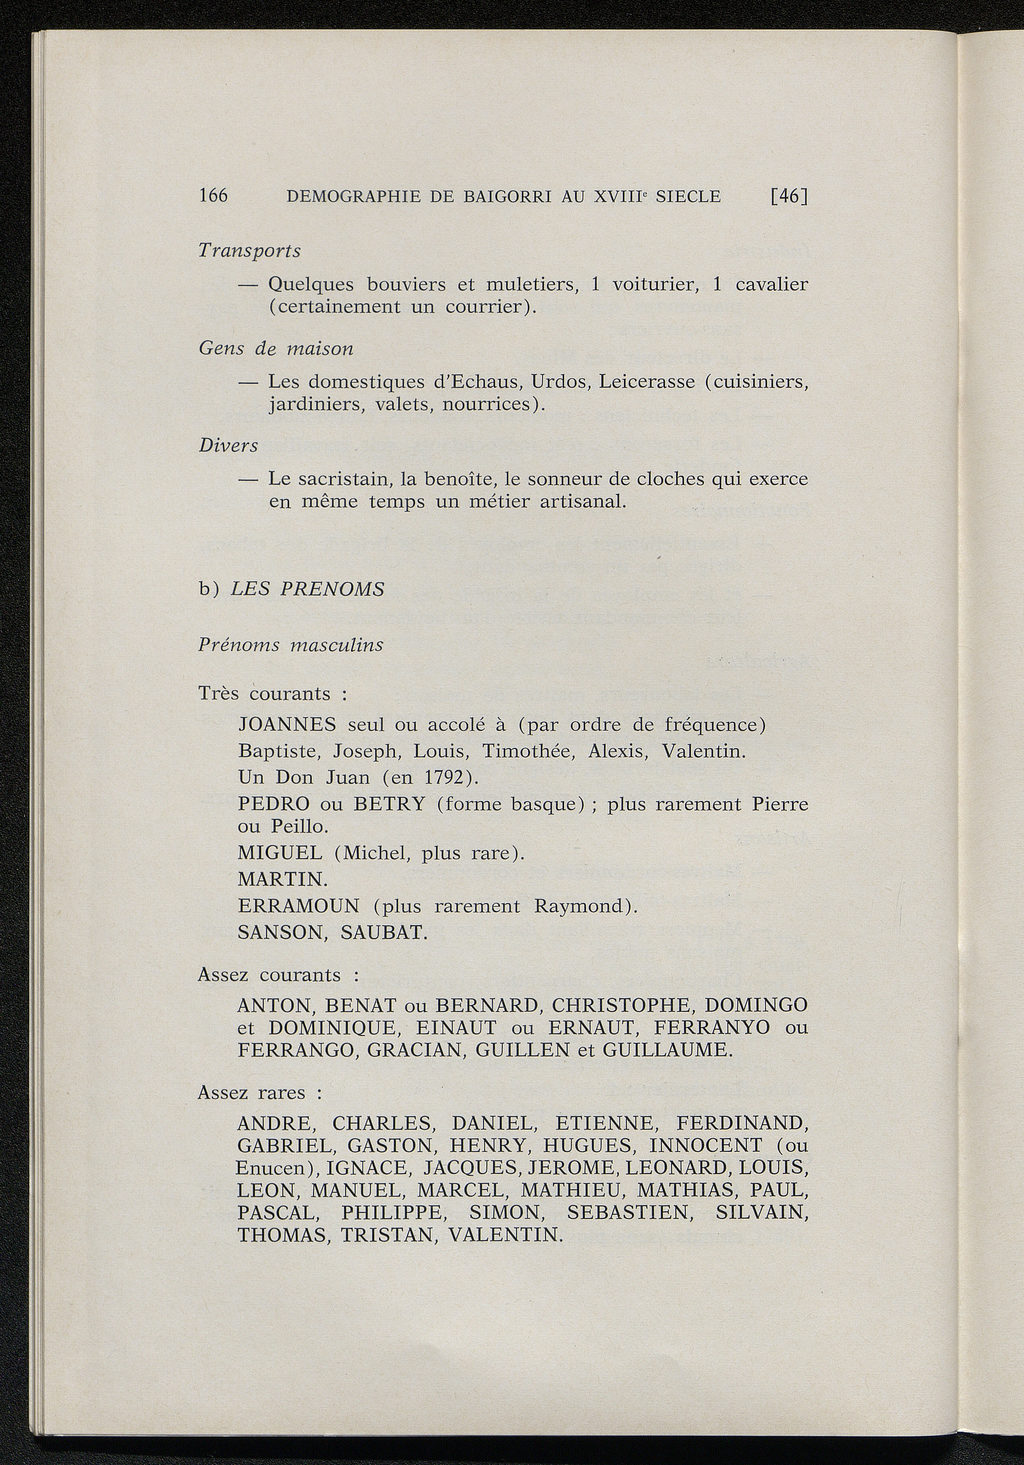 166 DEMOGRAPHIE DE BAIGORRI AU XVIIIe SIECLE [46]
Transports
— Quelques bouviers et muletiers, 1 voiturier, 1 cavalier
(certainement un courrier).
Gens de maison
— Les domestiques d'Echaus, Urdos, Leicerasse (cuisiniers,
jardiniers, valets, nourrices).
Divers
— Le sacristain, la benoîte, le sonneur de cloches qui exerce
en même temps un métier artisanal.
b) LES PRENOMS
Prénoms masculins
Très courants :
JOANNES seul ou accolé à (par ordre de fréquence)
Baptiste, Joseph, Louis, Timothée, Alexis, Valentin.
Un Don Juan (en 1792).
PEDRO ou BETRY (forme basque) ; plus rarement Pierre
ou Peillo.
MIGUEL (Michel, plus rare).
MARTIN.
ERRAMOUN (plus rarement Raymond).
SANSON, SAUBAT.
Assez courants :
ANTON, BENAT ou BERNARD, CHRISTOPHE, DOMINGO
et DOMINIQUE, EINAUT ou ERNAUT, FERRANYO ou
FERRANGO, GRACIAN, GUILLEN et GUILLAUME.
Assez rares :
ANDRE, CHARLES, DANIEL, ETIENNE, FERDINAND,
GABRIEL, GASTON, HENRY, HUGUES, INNOCENT (ou
Enucen), IGNACE, JACQUES, JEROME, LEONARD, LOUIS,
LEON, MANUEL, MARCEL, MATHIEU, MATHIAS, PAUL,
PASCAL, PHILIPPE, SIMON, SEBASTIEN, SILVAIN,
THOMAS, TRISTAN, VALENTIN.